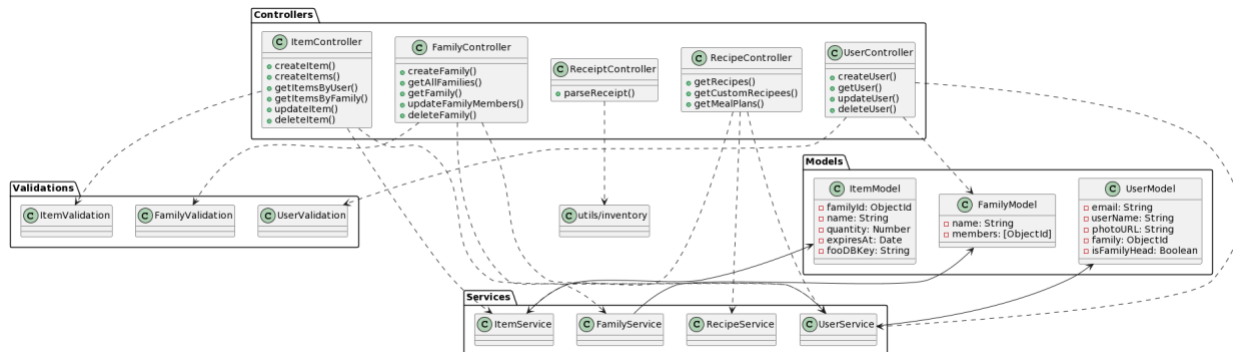 Controllers
C ItemController
createItem()
createItems()
getItemsByUser()
getItemsByFamily()
updateItem()
deleteItem()
C FamilyController
createFamily()
getAllFamilies()
getFamily()
updateFamilyMembers()
deleteFamily()
C ReceiptController
parseReceipt()
C RecipeController
getRecipes()
getCustomRecipees()
getMealPlans()
C UserController
createUser()
getUser()
updateUser()
deleteUser()
Models
C ItemModel
familyId: ObjectId
name: String
quantity: Number
expiresAt: Date
fooDBKey: String
C FamilyModel
name: String
members: [ObjectId]
C UserModel
email: String
userName: String
photoURL: String
family: ObjectId
isFamilyHead: Boolean
Validations
C ItemValidation
C FamilyValidation
C UserValidation
C utils/inventory
Services
C ItemService
C FamilyService
C RecipeService
C UserService